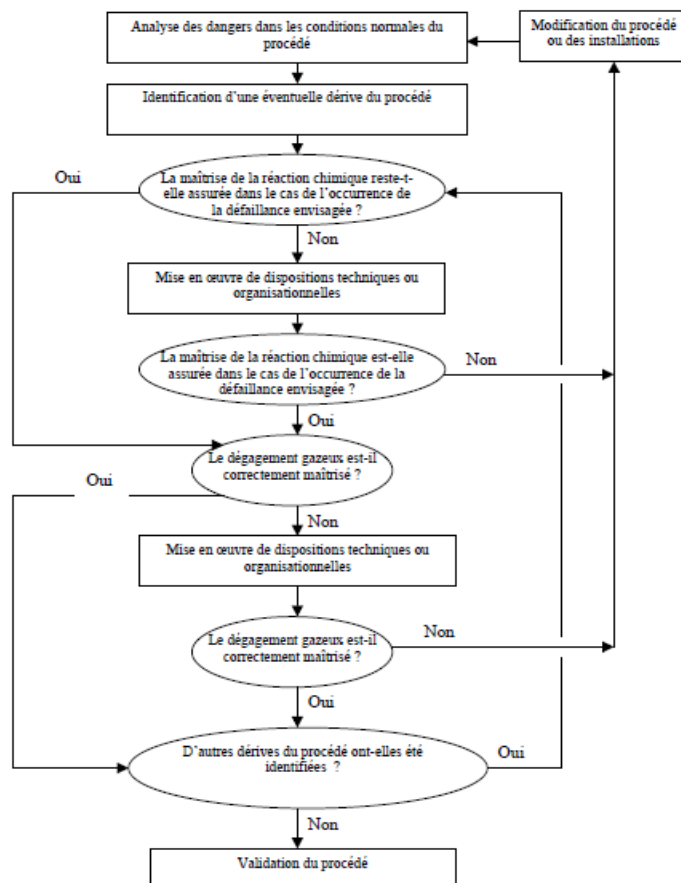 Analyse des dangers dans les conditions normales du
procédé
Modification du procédé
ou des installations
Identification d'une éventuelle dérive du procédé
Oui
La maîtrise de la réaction chimique reste-t-
elle assurée dans le cas de l'occurrence de
la défaillance envisagée ?
Non
Mise en œuvre de dispositions techniques ou
organisationnelles
La maîtrise de la réaction chimique est-elle
assurée dans le cas de l'occurrence de la
défaillance envisagée ?
Non
Oui
Le dégagement gazeux est-il
correctement maîtrisé ?
Oui
Non
Mise en œuvre de dispositions techniques ou
organisationnelles
Le dégagement gazeux est-il
correctement maîtrisé ?
Non
Oui
D'autres dérives du procédé ont-elles été
identifiées ?
Oui
Non
Validation du procédé